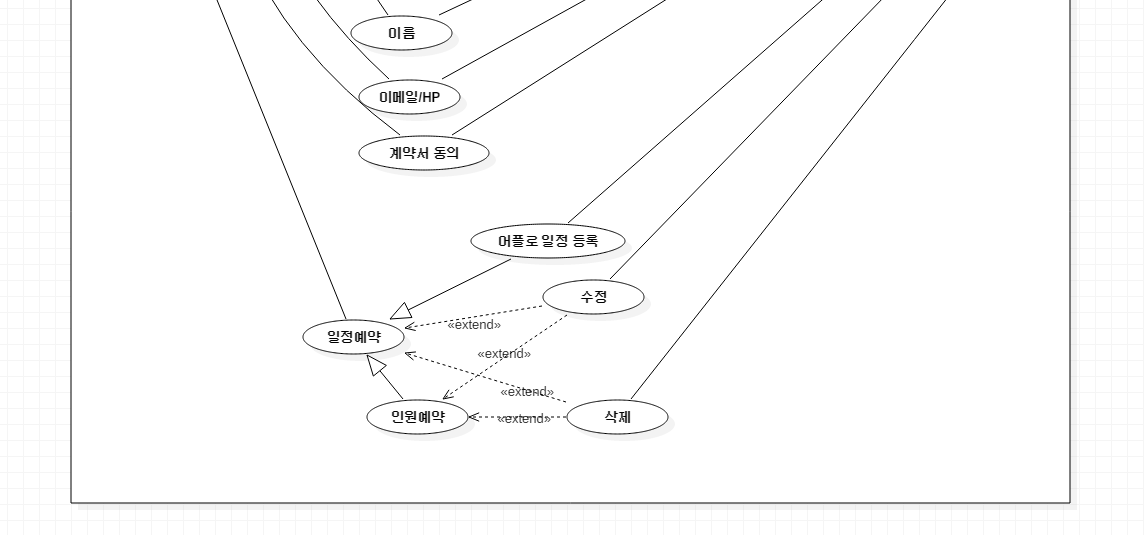 이름
이메일/HP
계약서 동의
어플로 일정 등록
수정
«extend»
일정예약
«extend»
«extend»
인원예약
«extend»
삭제